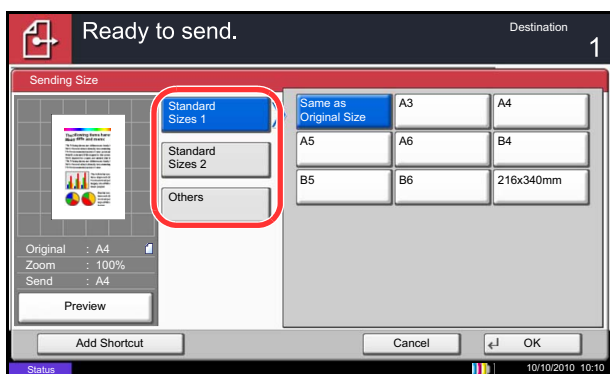 Ready to send.
Destination
1
Sending Size
Standard
Sizes 1
Standard
Sizes 2
Others
Same as
Original Size
A3
A4
A5
A6
B4
B5
B6
216x340mm
Original : A4
Zoom : 100%
Send : A4
Preview
Add Shortcut
Cancel
OK
Status
10/10/2010 10:10